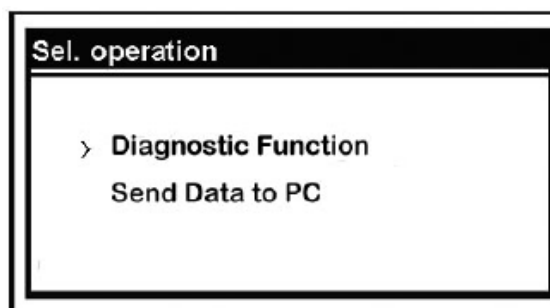 Sel. operation
> Diagnostic Function
Send Data to PC